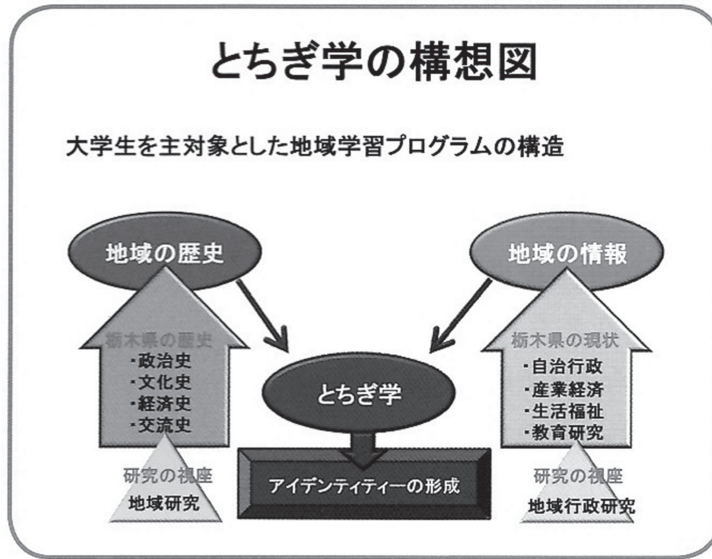 とちぎ学の構想図
大学生を主対象とした地域学習プログラムの構造
地域の歴史
栃木県の歴史
・政治史
・文化史
・経済史
・交流史
研究の視座
地域研究
とちぎ学
アイデンティティーの形成
地域の情報
栃木県の現状
・自治行政
・産業経済
・生活福祉
・教育研究
研究の視座
地域行政研究